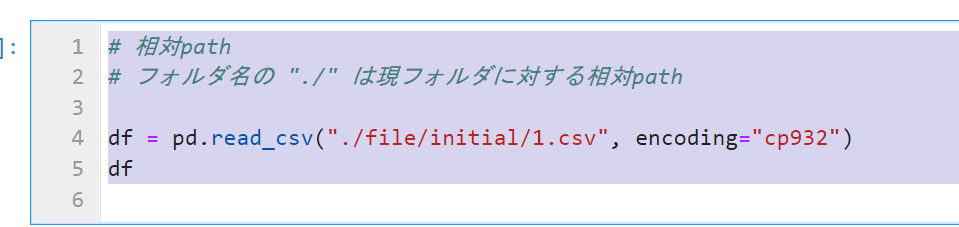 ]:
1 # 相対path
2 # フォルダ名の "./" は現フォルダに対する相対path
3
4 df = pd.read_csv("./file/initial/1.csv", encoding="cp932")
5 df
6